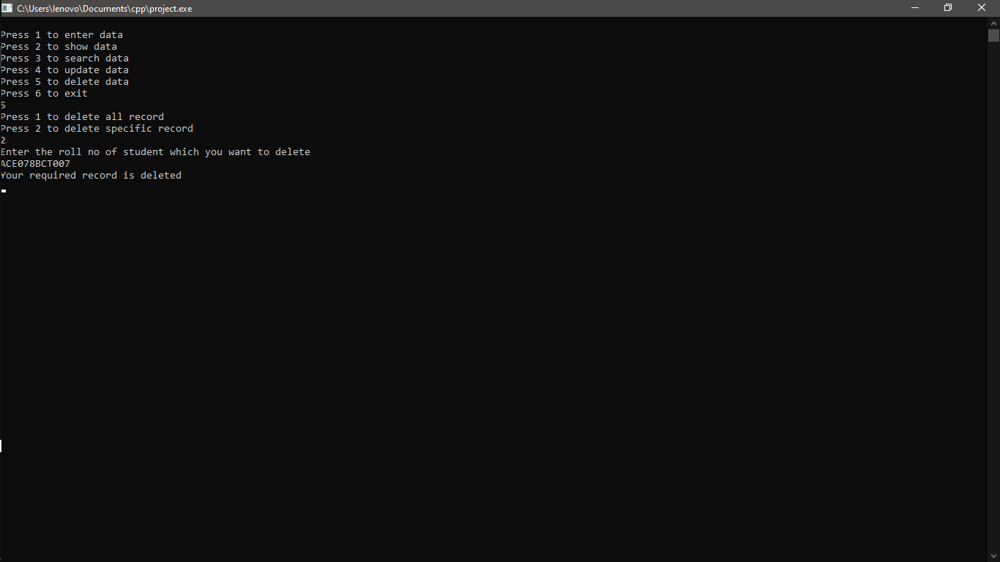 C:\Users\lenovo\Documents\cpp\project.exe
Press 1 to enter data
Press 2 to show data
Press 3 to search data
Press 4 to update data
Press 5 to delete data
Press 6 to exit
5
Press 1 to delete all record
Press 2 to delete specific record
2
Enter the roll no of student which you want to delete
ACE078BCT007
Your required record is deleted